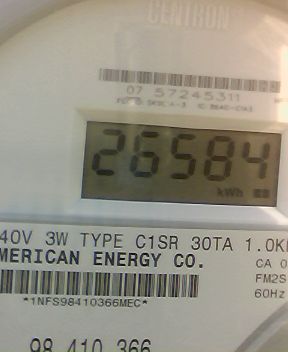 CENTRON
07 57245311
26584
kWh
40V 3W TYPE C1SR 30TA 1.0K
MERICAN ENERGY CO.
CA 0
FM2S
60Hz
*1NFS98410366MEC*
98 410 366